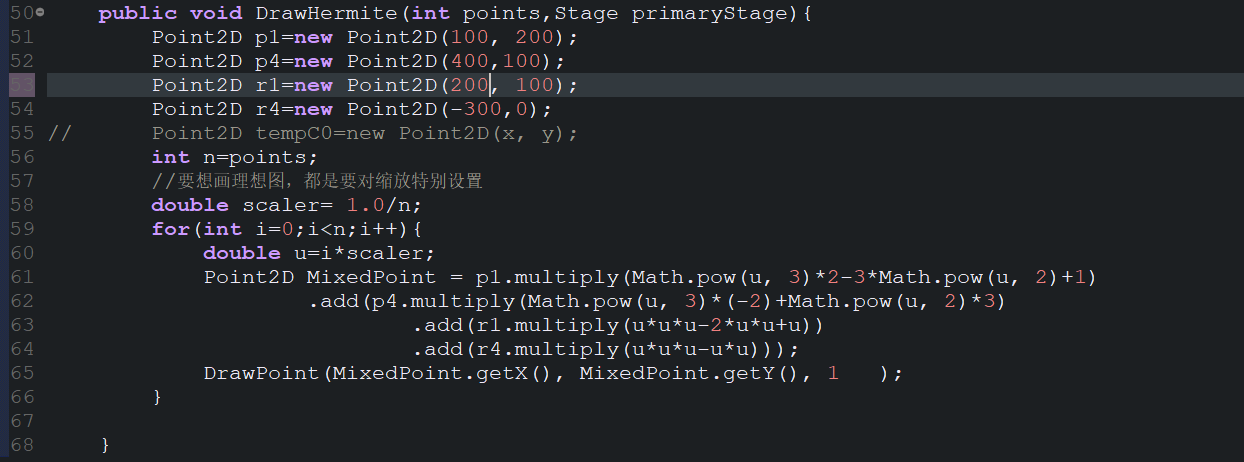 50 public void DrawHermite(int points,Stage primaryStage){
51 Point2D p1=new Point2D(100, 200);
52 Point2D p4=new Point2D(400,100);
53 Point2D r1=new Point2D(200, 100);
54 Point2D r4=new Point2D(-300,0);
55 // Point2D tempC0=new Point2D(x, y);
56 int n=points;
57 //要想画理想图，都是要对缩放特别设置
58 double scaler= 1.0/n;
59 for(int i=0;i<n;i++){
60 double u=i*scaler;
61 Point2D MixedPoint = p1.multiply(Math.pow(u, 3)*2-3*Math.pow(u, 2)+1)
62 .add(p4.multiply(Math.pow(u, 3)*(-2)+Math.pow(u, 2)*3)
63 .add(r1.multiply(u*u*u-2*u*u+u))
64 .add(r4.multiply(u*u*u-u*u)));
65 DrawPoint(MixedPoint.getX(), MixedPoint.getY(), 1 );
66 }
67
68 }